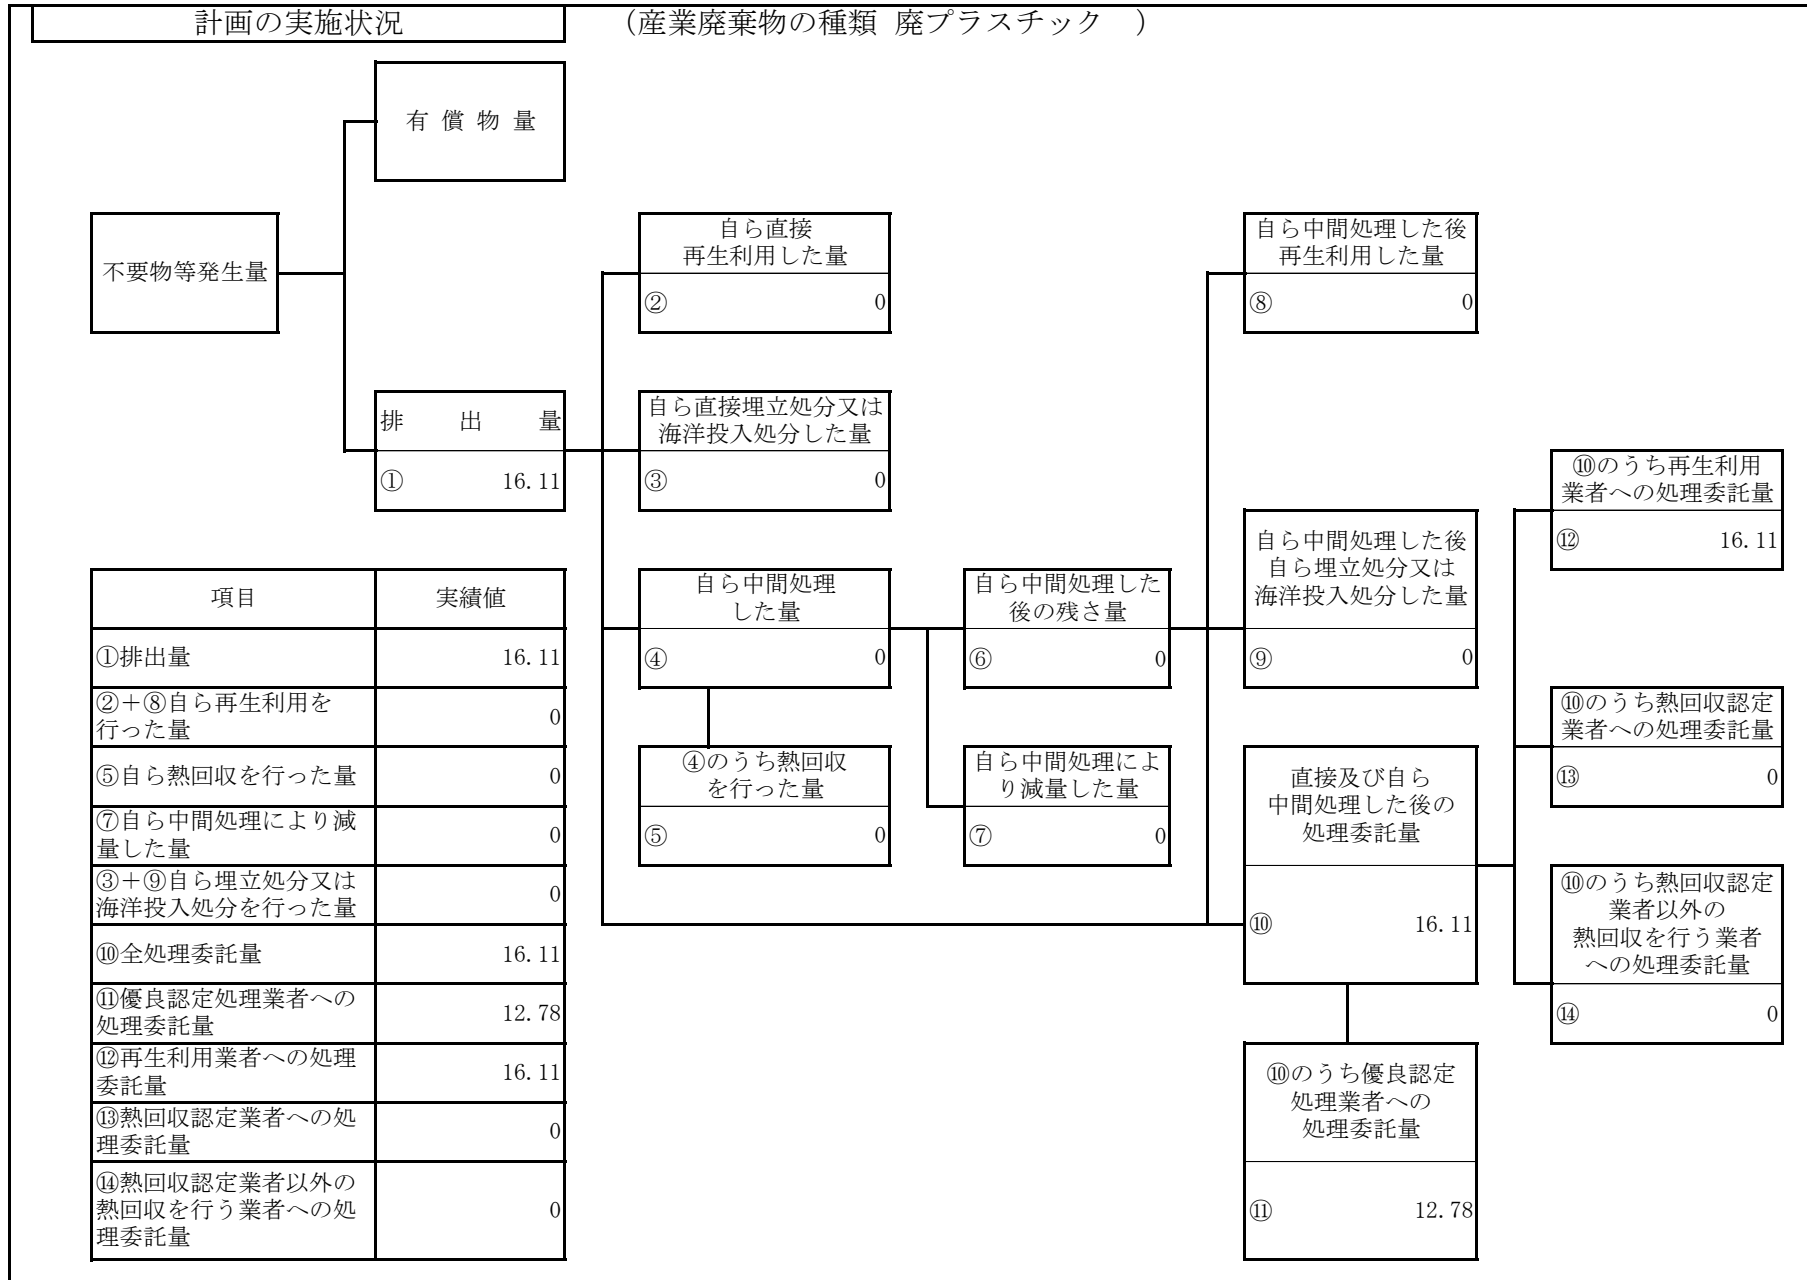 計画の実施状況
（産業廃棄物の種類 廃プラスチック ）
有 償 物 量
不要物等発生量
自ら直接
再生利用した量
② 0
自ら中間処理した後
再生利用した量
⑧ 0
排 出 量
① 16.11
自ら直接埋立処分又は
海洋投入処分した量
③ 0
⑩のうち再生利用
業者への処理委託量
⑫ 16.11
自ら中間処理した後
自ら埋立処分又は
海洋投入処分した量
⑨ 0
自ら中間処理
した量
④ 0
自ら中間処理した
後の残さ量
⑥ 0
⑩のうち熱回収認定
業者への処理委託量
⑬ 0
④のうち熱回収
を行った量
⑤ 0
自ら中間処理によ
り減量した量
⑦ 0
直接及び自ら
中間処理した後の
処理委託量
⑩ 16.11
⑩のうち熱回収認定
業者以外の
熱回収を行う業者
への処理委託量
⑭ 0
⑩のうち優良認定
処理業者への
処理委託量
⑪ 12.78
項目 実績値
①排出量 16.11
②＋⑧自ら再生利用を
行った量 0
⑤自ら熱回収を行った量 0
⑦自ら中間処理により減
量した量 0
③＋⑨自ら埋立処分又は
海洋投入処分を行った量 0
⑩全処理委託量 16.11
⑪優良認定処理業者への
処理委託量 12.78
⑫再生利用業者への処理
委託量 16.11
⑬熱回収認定業者への処
理委託量 0
⑭熱回収認定業者以外の
熱回収を行う業者への処
理委託量 0